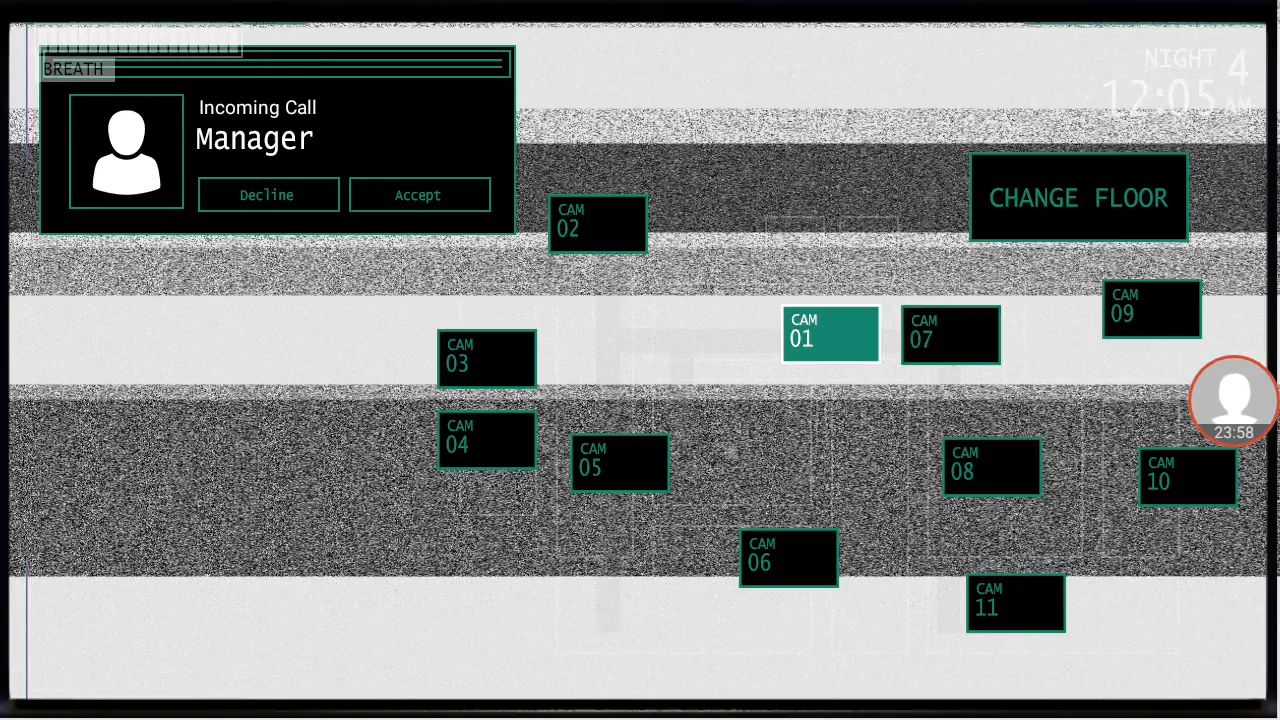 BREATH
Incoming Call
Manager
Decline
Accept
NIGHT 4
12:05 AM
CHANGE FLOOR
CAM
02
CAM
09
CAM
01
CAM
07
CAM
03
CAM
04
CAM
05
CAM
08
CAM
10
CAM
06
CAM
11
23:58